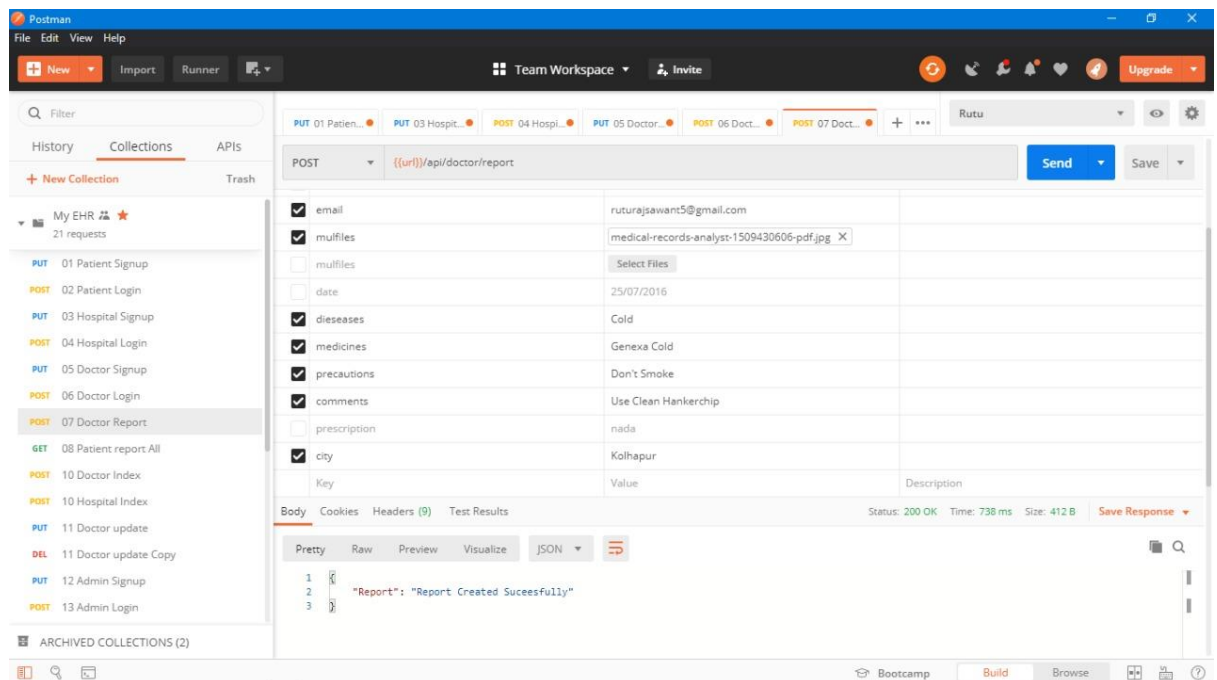 Postman
File Edit View Help
New Import Runner Team Workspace Invite Upgrade
Filter
History Collections APIs
+ New Collection Trash
My EHR
21 requests
PUT 01 Patient Signup
POST 02 Patient Login
PUT 03 Hospital Signup
POST 04 Hospital Login
PUT 05 Doctor Signup
POST 06 Doctor Login
POST 07 Doctor Report
GET 08 Patient report All
POST 10 Doctor Index
POST 10 Hospital Index
PUT 11 Doctor update
DEL 11 Doctor update Copy
PUT 12 Admin Signup
POST 13 Admin Login
ARCHIVED COLLECTIONS (2)
PUT 01 Patien... PUT 03 Hospit... POST 04 Hospi... PUT 05 Doctor... POST 06 Doct... POST 07 Doct... + ••• Rutu
POST {{url}}/api/doctor/report Send Save
email ruturajsawant5@gmail.com
mulfiles medical-records-analyst-1509430606-pdf.jpg X
mulfiles Select Files
date 25/07/2016
dieseases Cold
medicines Genexa Cold
precautions Don't Smoke
comments Use Clean Hankerchip
prescription nada
city Kolhapur
Key Value Description
Body Cookies Headers (9) Test Results Status: 200 OK Time: 738 ms Size: 412 B Save Response
Pretty Raw Preview Visualize JSON
1 {
2 "Report": "Report Created Suceesfully"
3 }
Bootcamp Build Browse